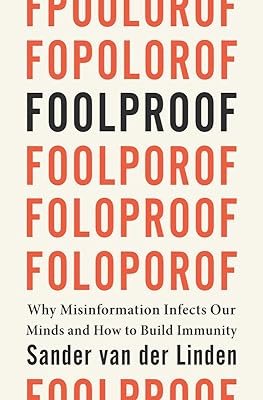 FPOOLOROF
FOPOLOROF
FOOLPROOF
FOOLPOROF
FOLOPROOF
FOLOPOROF
Why Misinformation Infects Our
Minds and How to Build Immunity
Sander van der Linden
FOOLPROOF